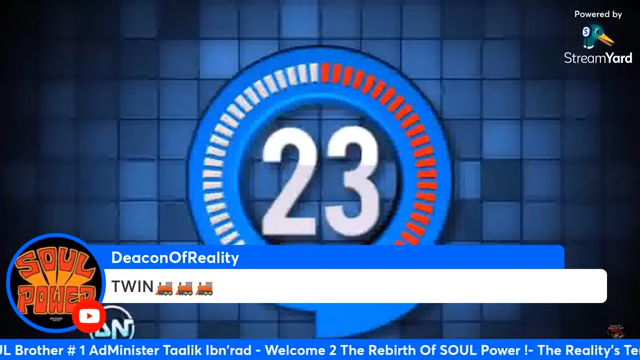 Powered by
StreamYard
23
DeaconOfReality
TWIN🚂🚂🚂
SOUL
POWER
AN
UL Brother # 1 AdMinister Taalik Ibn'rad - Welcome 2 The Rebirth Of SOUL Power !- The Reality's Te